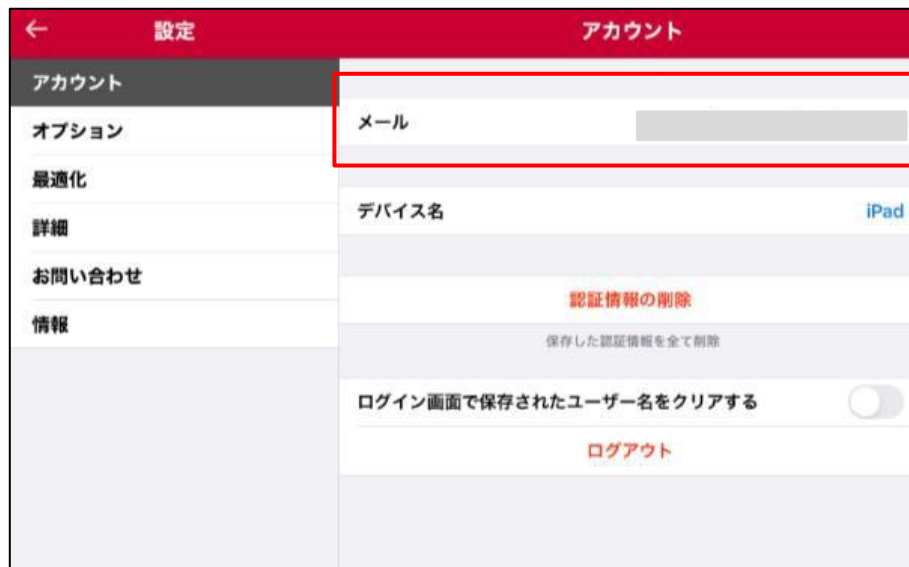 ← 設定
アカウント
アカウント
オプション
最適化
詳細
お問い合わせ
情報
メール
デバイス名 iPad
認証情報の削除
保存した認証情報を全て削除
ログイン画面で保存されたユーザー名をクリアする
ログアウト